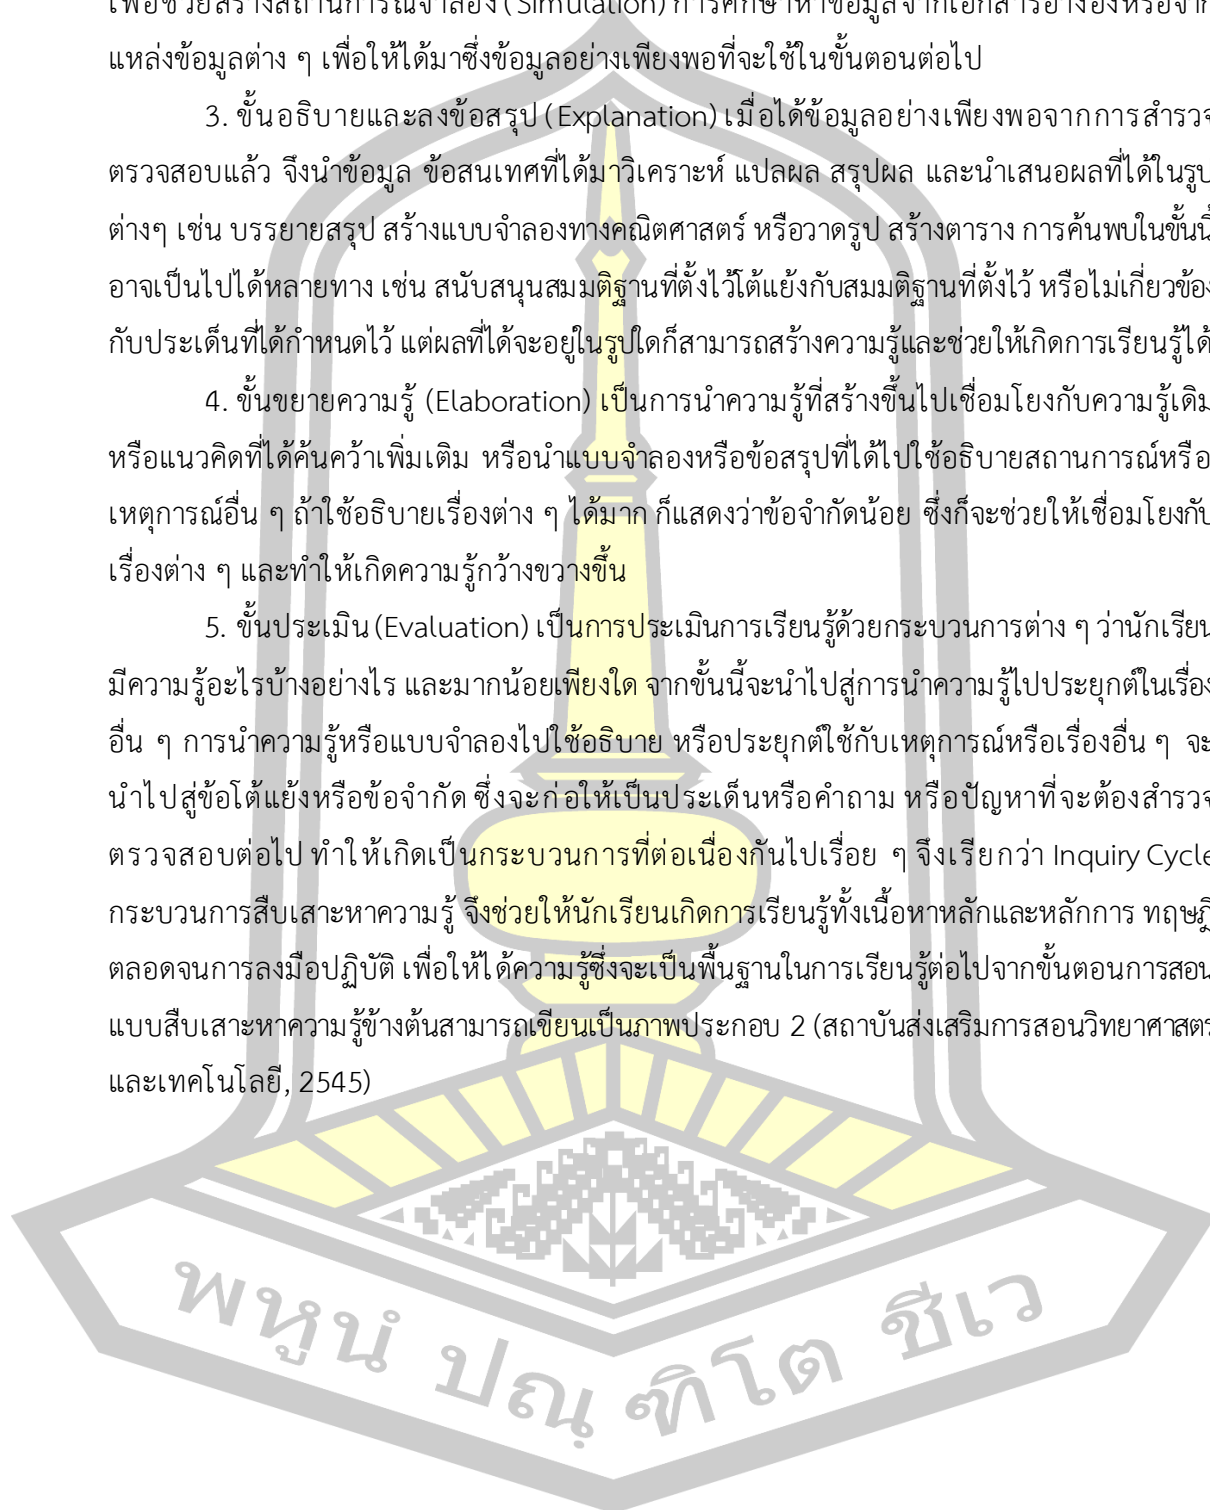 เพื่อช่วยสร้างสถานการณ์จำลอง (Simulation) การศึกษาหาข้อมูลจากเอกสารอ้างอิงหรือจาก
แหล่งข้อมูลต่าง ๆ เพื่อให้ได้มาซึ่งข้อมูลอย่างเพียงพอที่จะใช้ในขั้นตอนต่อไป
3. ขั้นอธิบายและลงข้อสรุป (Explanation) เมื่อได้ข้อมูลอย่างเพียงพอจากการสำรวจ
ตรวจสอบแล้ว จึงนำข้อมูล ข้อสนเทศที่ได้มาวิเคราะห์ แปลผล สรุปผล และนำเสนอผลที่ได้ในรูป
ต่างๆ เช่น บรรยายสรุป สร้างแบบจำลองทางคณิตศาสตร์ หรือวาดรูป สร้างตาราง การค้นพบในขั้นนี้
อาจเป็นไปได้หลายทาง เช่น สนับสนุนสมมติฐานที่ตั้งไว้โต้แย้งกับสมมติฐานที่ตั้งไว้ หรือไม่เกี่ยวข้อง
กับประเด็นที่ได้กำหนดไว้ แต่ผลที่ได้จะอยู่ในรูปใดก็สามารถสร้างความรู้และช่วยให้เกิดการเรียนรู้ได้
4. ขั้นขยายความรู้ (Elaboration) เป็นการนำความรู้ที่สร้างขึ้นไปเชื่อมโยงกับความรู้เดิม
หรือแนวคิดที่ได้ค้นคว้าเพิ่มเติม หรือนำแบบจำลองหรือข้อสรุปที่ได้ไปใช้อธิบายสถานการณ์หรือ
เหตุการณ์อื่น ๆ ถ้าใช้อธิบายเรื่องต่าง ๆ ได้มาก ก็แสดงว่าข้อจำกัดน้อย ซึ่งก็จะช่วยให้เชื่อมโยงกับ
เรื่องต่าง ๆ และทำให้เกิดความรู้กว้างขวางขึ้น
5. ขั้นประเมิน (Evaluation) เป็นการประเมินการเรียนรู้ด้วยกระบวนการต่าง ๆ ว่านักเรียน
มีความรู้อะไรบ้างอย่างไร และมากน้อยเพียงใด จากขั้นนี้จะนำไปสู่การนำความรู้ไปประยุกต์ในเรื่อง
อื่น ๆ การนำความรู้หรือแบบจำลองไปใช้อธิบาย หรือประยุกต์ใช้กับเหตุการณ์หรือเรื่องอื่น ๆ จะ
นำไปสู่ข้อโต้แย้งหรือข้อจำกัด ซึ่งจะก่อให้เป็นประเด็นหรือคำถาม หรือปัญหาที่จะต้องสำรวจ
ตรวจสอบต่อไป ทำให้เกิดเป็นกระบวนการที่ต่อเนื่องกันไปเรื่อย ๆ จึงเรียกว่า Inquiry Cycle
กระบวนการสืบเสาะหาความรู้ จึงช่วยให้นักเรียนเกิดการเรียนรู้ทั้งเนื้อหาหลักและหลักการ ทฤษฎี
ตลอดจนการลงมือปฏิบัติ เพื่อให้ได้ความรู้ซึ่งจะเป็นพื้นฐานในการเรียนรู้ต่อไปจากขั้นตอนการสอน
แบบสืบเสาะหาความรู้ข้างต้นสามารถเขียนเป็นภาพประกอบ 2 (สถาบันส่งเสริมการสอนวิทยาศาสตร์
และเทคโนโลยี, 2545)
พหูนํ ปณฺฑิโต ชีเว